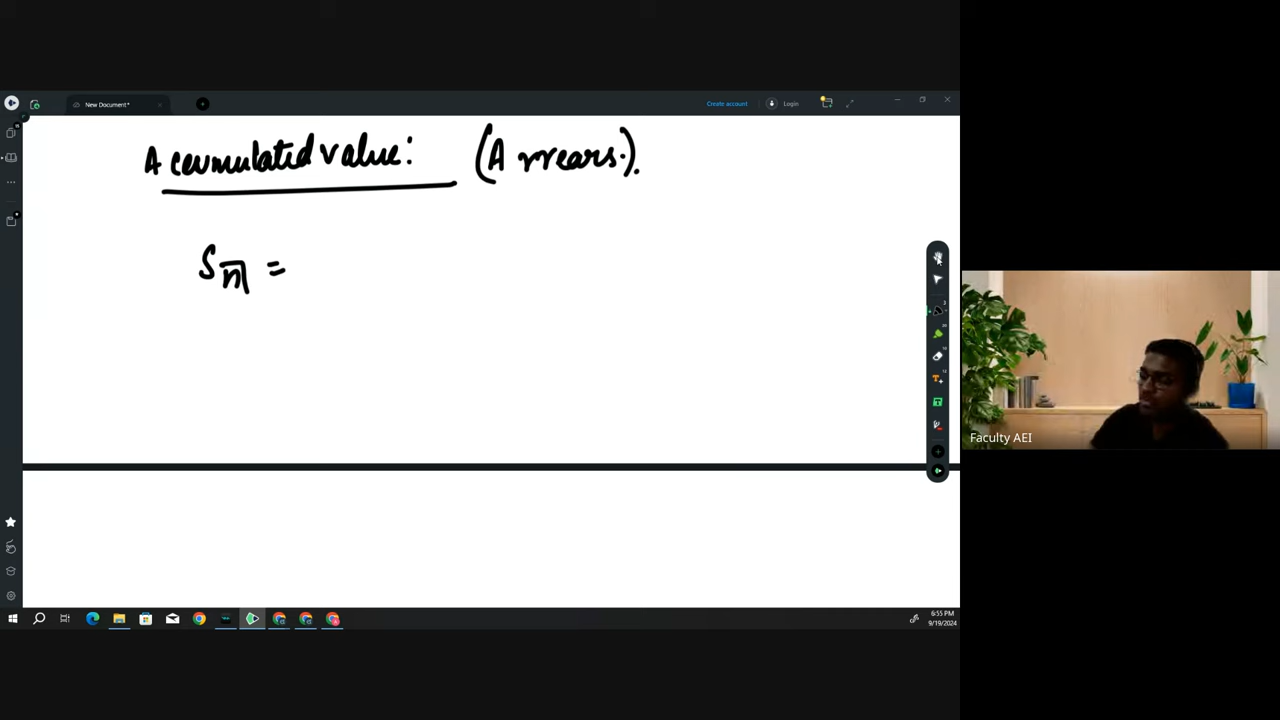 New Document*
Create account
Login
Accumulated value: (Arrears).
S n =
Faculty AEI
6:55 PM
9/19/2024